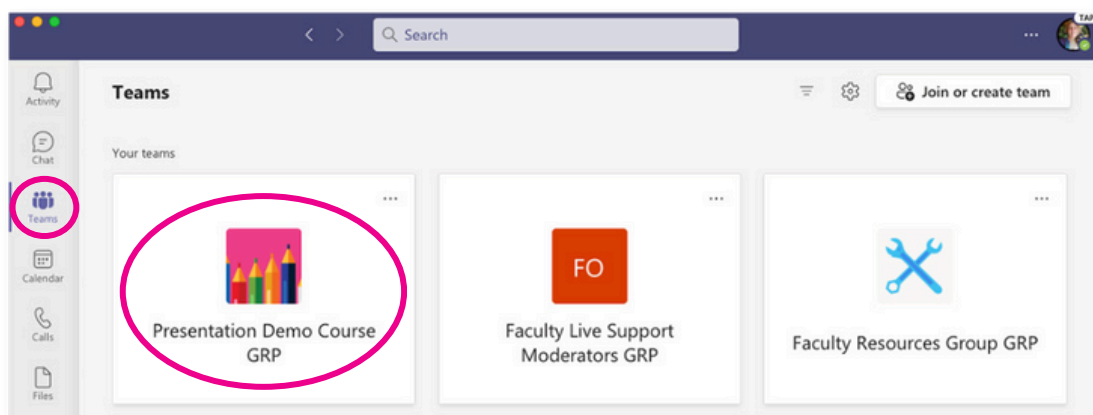 Search
...
TAP
Activity
Chat
Teams
Calendar
Calls
Files
Teams
Join or create team
Your teams
...
Presentation Demo Course
GRP
...
FO
Faculty Live Support
Moderators GRP
...
Faculty Resources Group GRP